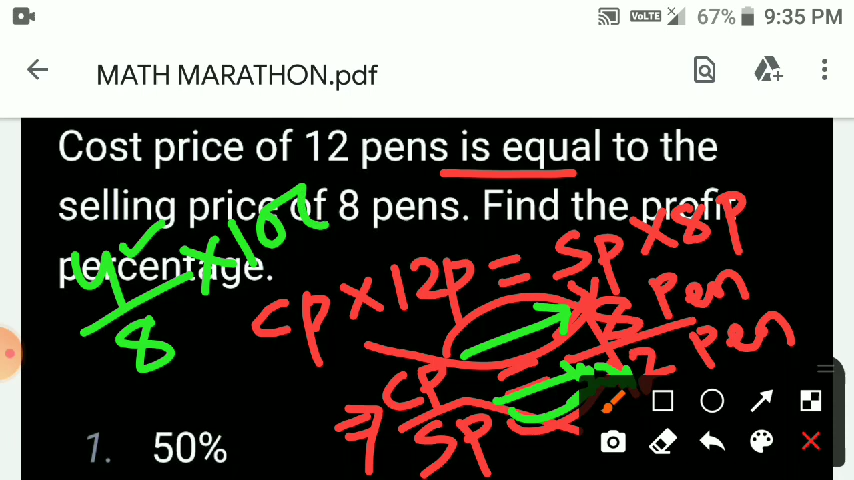 VoLTE 67% 9:35 PM
MATH MARATHON.pdf
Cost price of 12 pens is equal to the
selling price of 8 pens. Find the profit
percentage.
4/8 × 100
CP × 12P = SP × 8P
CP/SP = 8 pen/12 pen
1. 50%